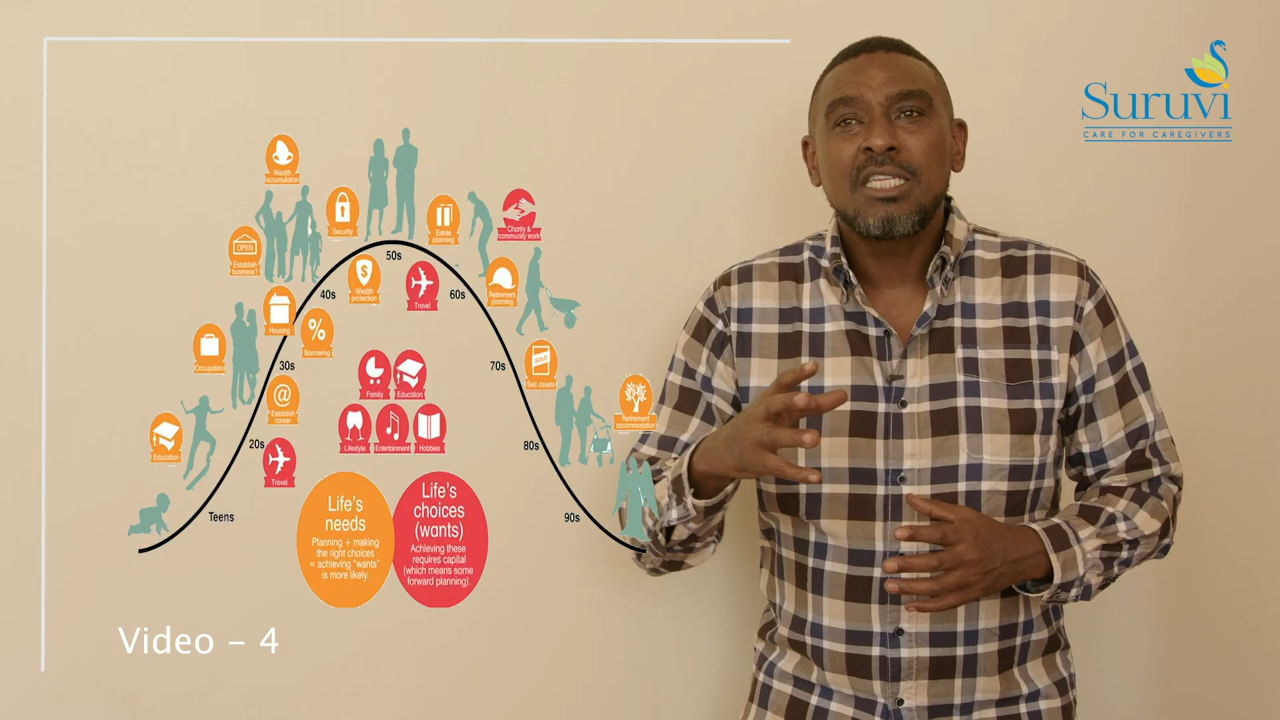 Suruvi
CARE FOR CAREGIVERS
Wealth
accumulation
Security
Estate
planning
Charity &
community work
OPEN
Establish
business?
50s
40s
$
Wealth
protection
Travel
60s
Retirement
planning
Housing
%
Borrowing
Occupation
30s
70s
SOLD
Sell assets
@
Establish
career
Family
Education
Retirement
accommodation
Education
20s
Lifestyle
Entertainment
Hobbies
80s
Travel
Teens
90s
Life's
needs
Planning + making
the right choices
= achieving "wants"
is more likely.
Life's
choices
(wants)
Achieving these
requires capital
(which means some
forward planning).
Video – 4